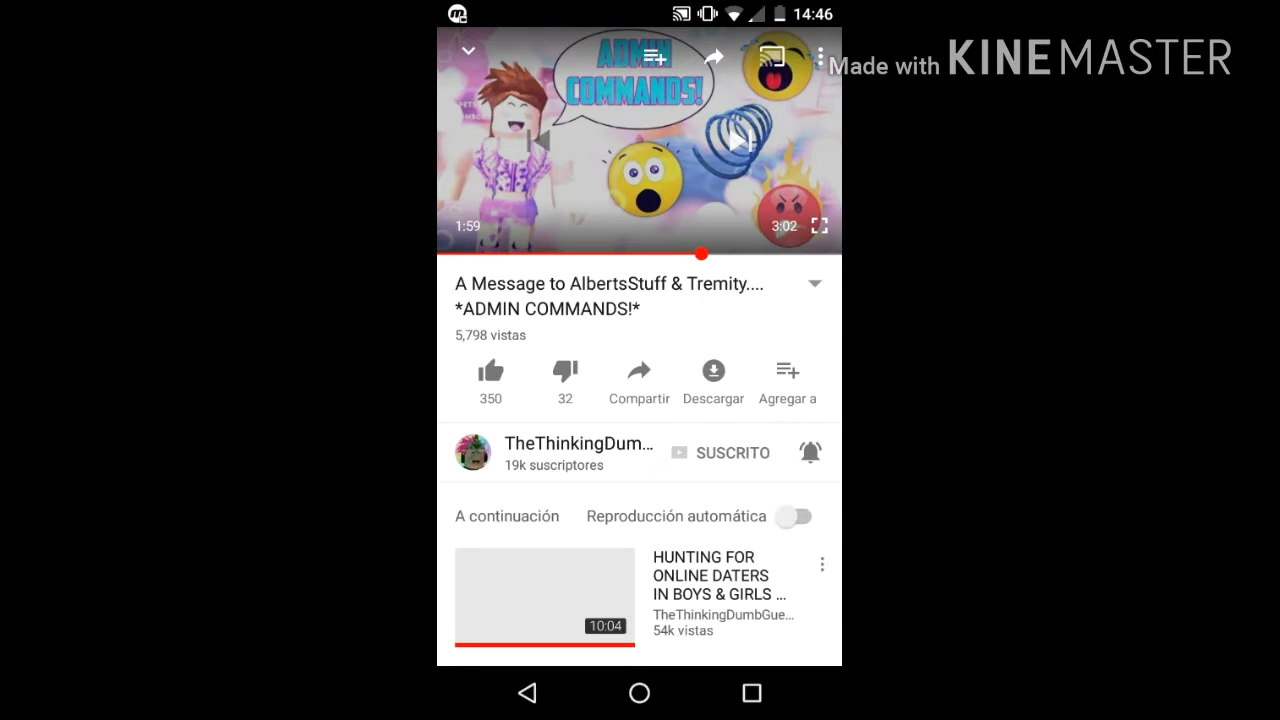 14:46
ADMIN
COMMANDS!
Made with KINEMASTER
1:59
3:02
A Message to AlbertsStuff & Tremity....
*ADMIN COMMANDS!*
5,798 vistas
350
32
Compartir
Descargar
Agregar a
TheThinkingDum...
19k suscriptores
SUSCRITO
A continuación
Reproducción automática
HUNTING FOR
ONLINE DATERS
IN BOYS & GIRLS ...
TheThinkingDumbGue...
54k vistas
10:04